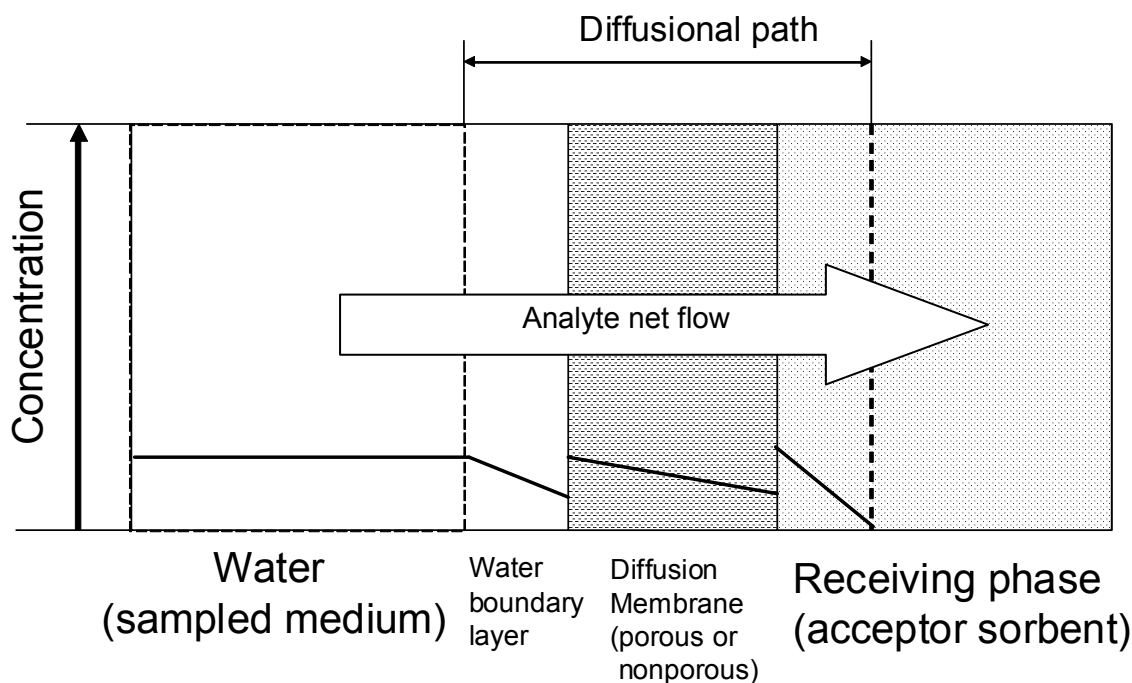 Diffusional path
Concentration
Analyte net flow
Water
(sampled medium)
Water
boundary
layer
Diffusion
Membrane
(porous or
nonporous)
Receiving phase
(acceptor sorbent)